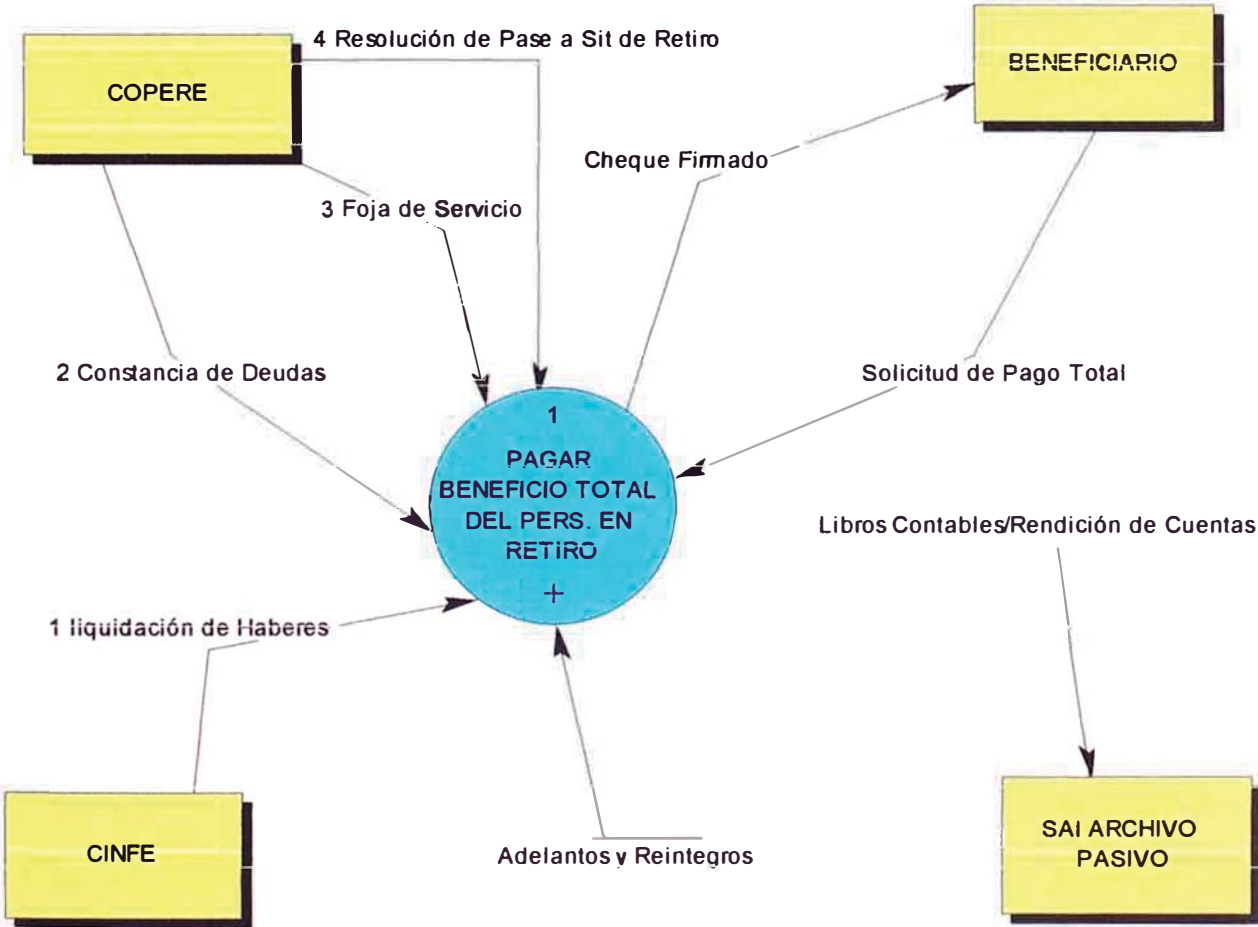 4 Resolución de Pase a Sit de Retiro
COPERE
BENEFICIARIO
Cheque Firmado
3 Foja de Servicio
2 Constancia de Deudas
Solicitud de Pago Total
1
PAGAR
BENEFICIO TOTAL
DEL PERS. EN
RETIRO
+
Libros Contables/Rendición de Cuentas
1 liquidación de Haberes
CINFE
Adelantos y Reintegros
SAI ARCHIVO
PASIVO